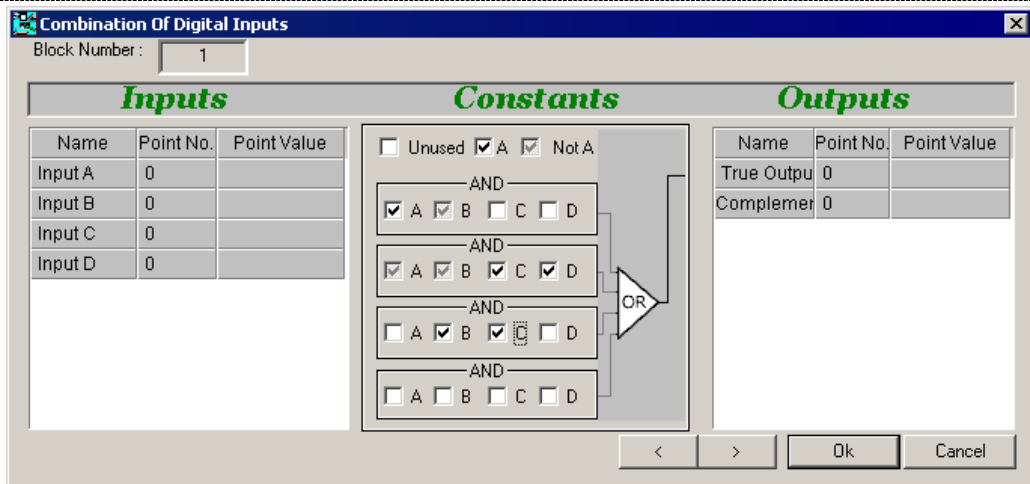 Combination Of Digital Inputs
Block Number : 1
Inputs Constants Outputs
Name Point No. Point Value
Input A 0
Input B 0
Input C 0
Input D 0
Unused A Not A
AND
A B C D
AND
A B C D
AND
A B C D
AND
A B C D
OR
Name Point No. Point Value
True Outpu 0
Complemer 0
< > Ok Cancel